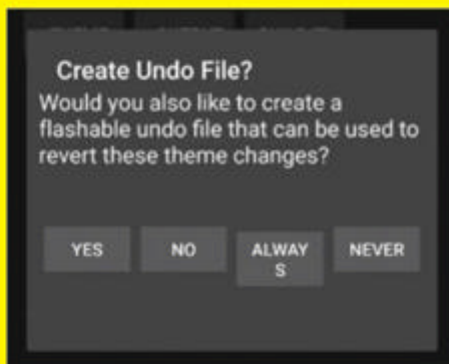 Create Undo File?
Would you also like to create a
flashable undo file that can be used to
revert these theme changes?
YES NO ALWAY
S NEVER